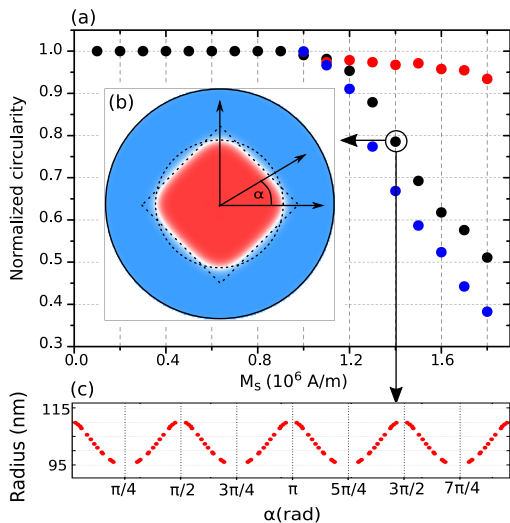 (a)
1.0
0.9
0.8
0.7
0.6
0.5
0.4
0.3
Normalized circularity
(b)
α
0.0 0.4 0.8 1.2 1.6
Ms (10⁶ A/m)
(c)
115
95
Radius (nm)
π/4 π/2 3π/4 π 5π/4 3π/2 7π/4
α(rad)